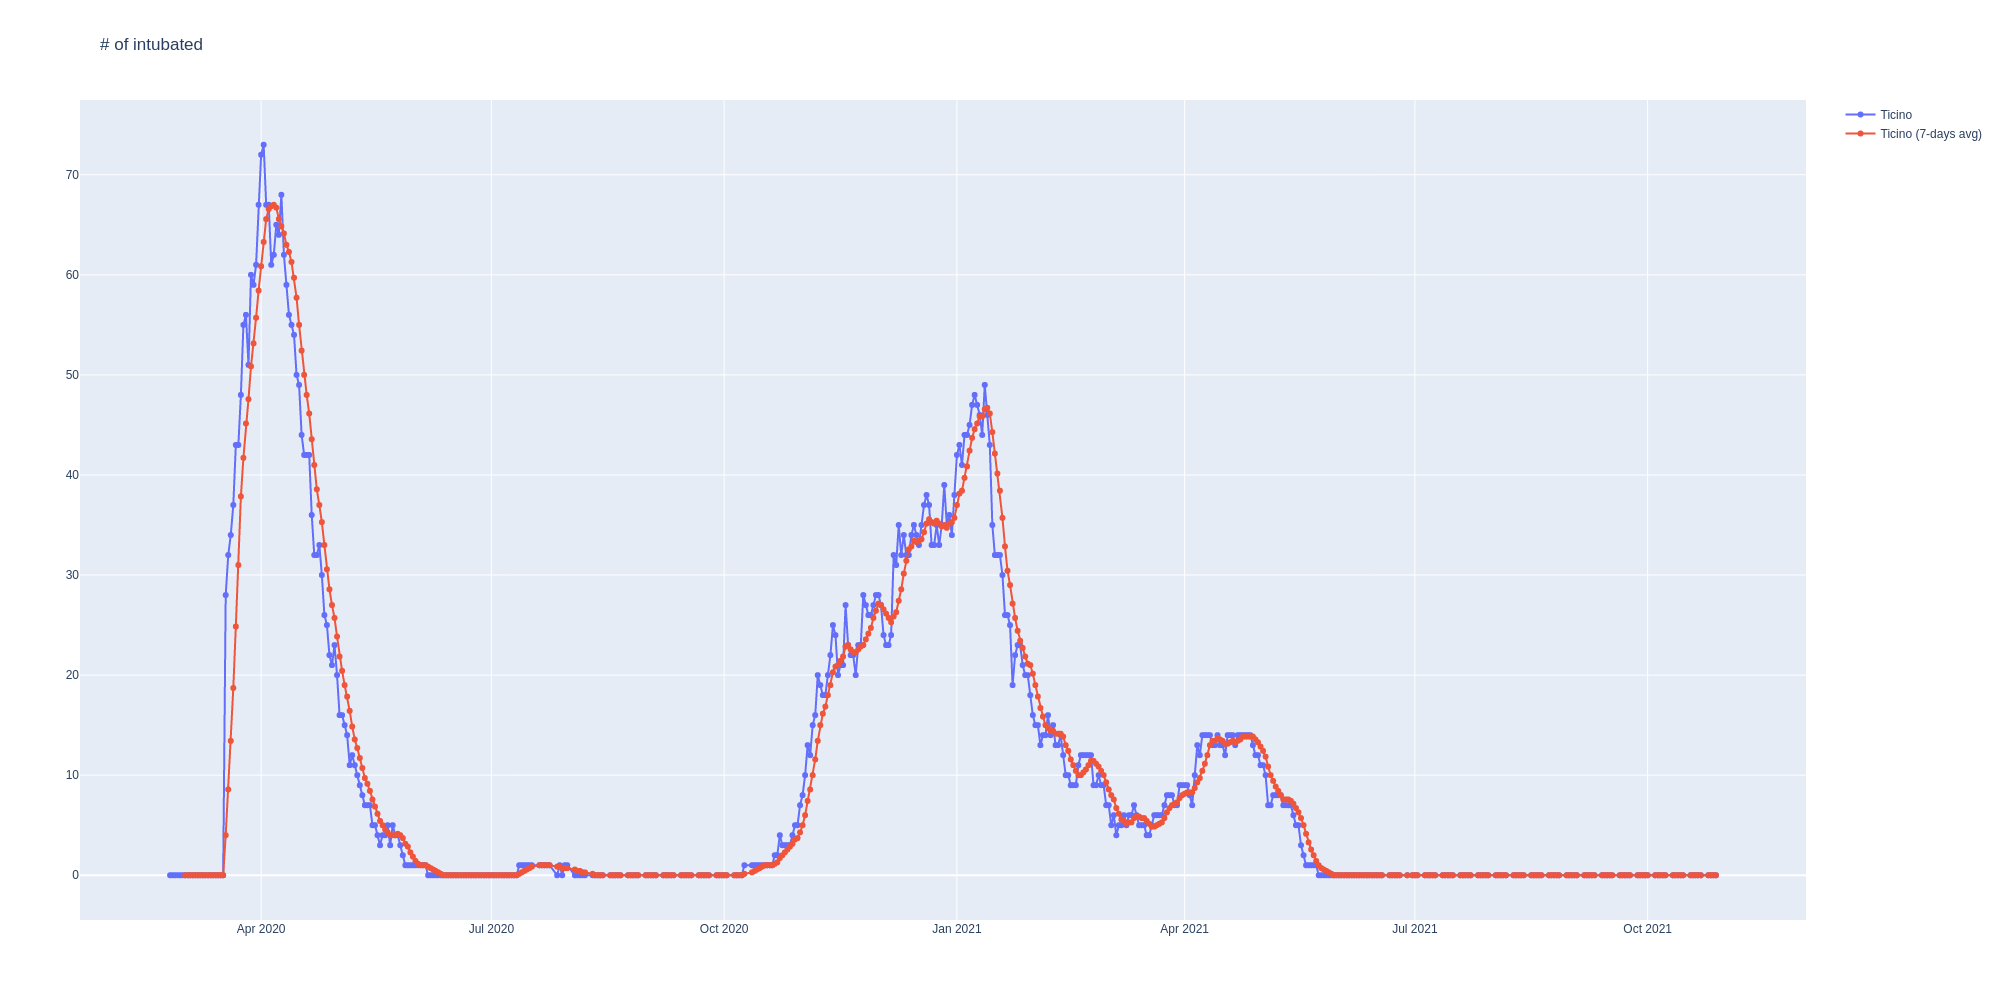 # of intubated
Ticino
Ticino (7-days avg)
70
60
50
40
30
20
10
0
Apr 2020
Jul 2020
Oct 2020
Jan 2021
Apr 2021
Jul 2021
Oct 2021